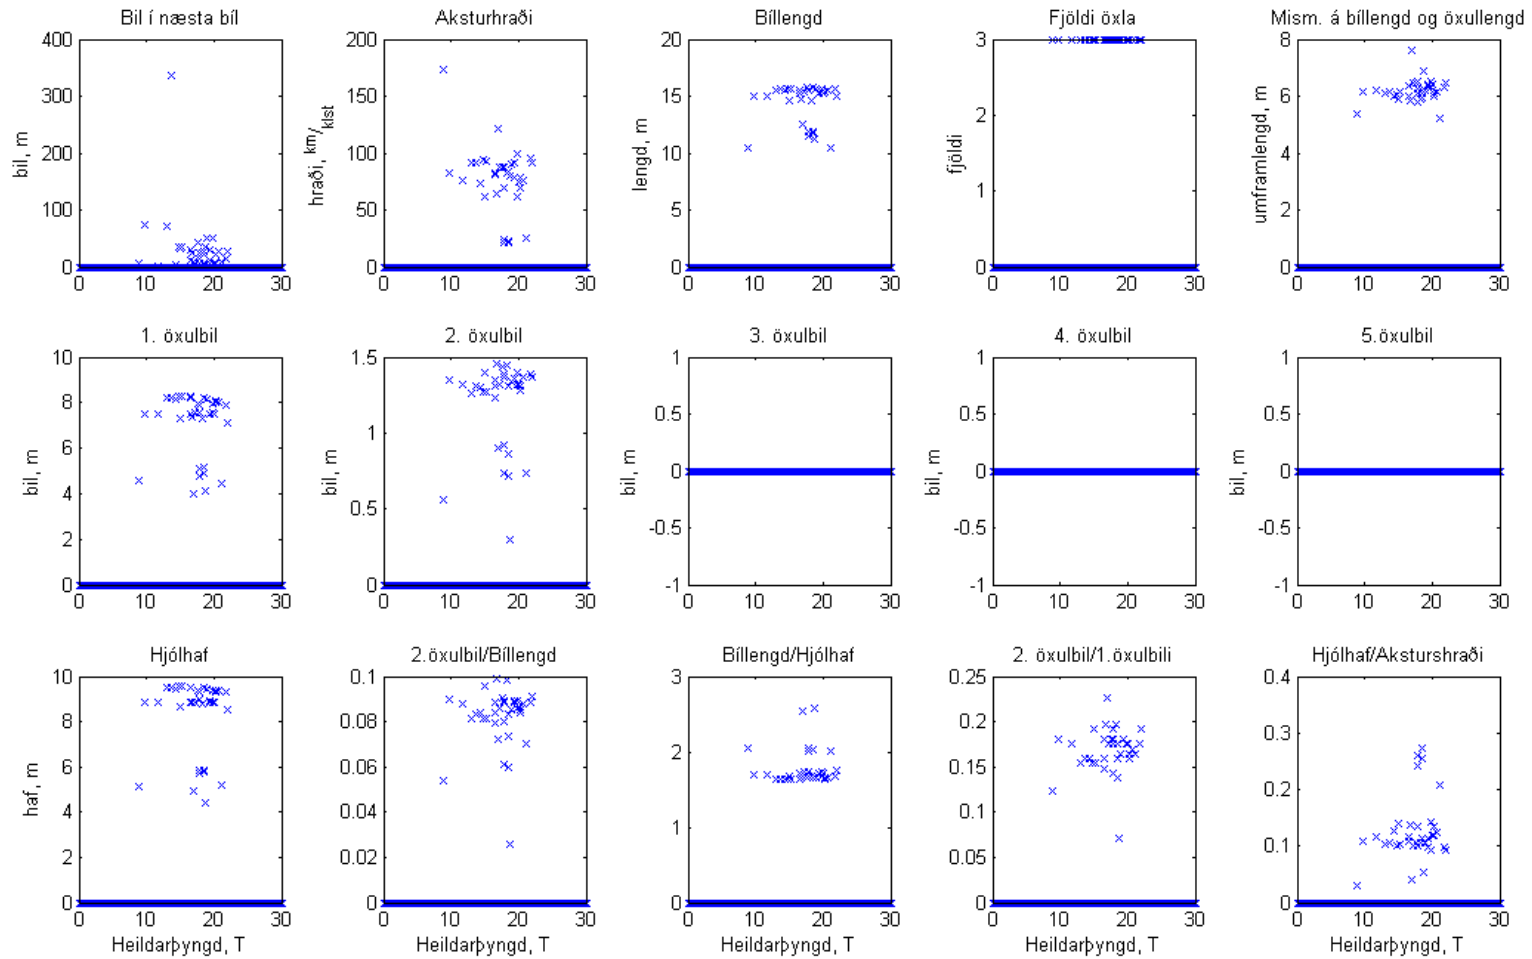 Bil í næsta bíl
Aksturhraði
Bíllengd
Fjöldi öxla
Mism. á bíllengd og öxullengd
400
300
200
100
0
bil, m
0 10 20 30
200
150
100
50
0
hraði, km/klst
0 10 20 30
20
15
10
5
0
lengd, m
0 10 20 30
3
2
1
0
fjöldi
0 10 20 30
8
6
4
2
0
umframlengd, m
0 10 20 30
1. öxulbil
2. öxulbil
3. öxulbil
4. öxulbil
5.öxulbil
10
8
6
4
2
0
bil, m
0 10 20 30
1.5
1
0.5
0
bil, m
0 10 20 30
1
0.5
0
-0.5
-1
bil, m
0 10 20 30
1
0.5
0
-0.5
-1
bil, m
0 10 20 30
1
0.5
0
-0.5
-1
bil, m
0 10 20 30
Hjólhaf
2.öxulbil/Bíllengd
Bíllengd/Hjólhaf
2. öxulbil/1.öxulbili
Hjólhaf/Aksturshraði
10
8
6
4
2
0
haf, m
0 10 20 30
Heildarþyngd, T
0.1
0.08
0.06
0.04
0.02
0
0 10 20 30
Heildarþyngd, T
3
2
1
0
0 10 20 30
Heildarþyngd, T
0.25
0.2
0.15
0.1
0.05
0
0 10 20 30
Heildarþyngd, T
0.4
0.3
0.2
0.1
0
0 10 20 30
Heildarþyngd, T